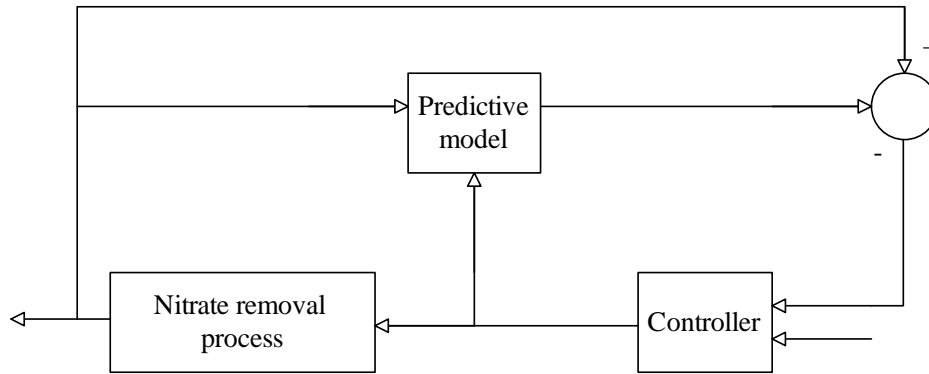 -
Predictive
model
-
Nitrate removal
process
Controller